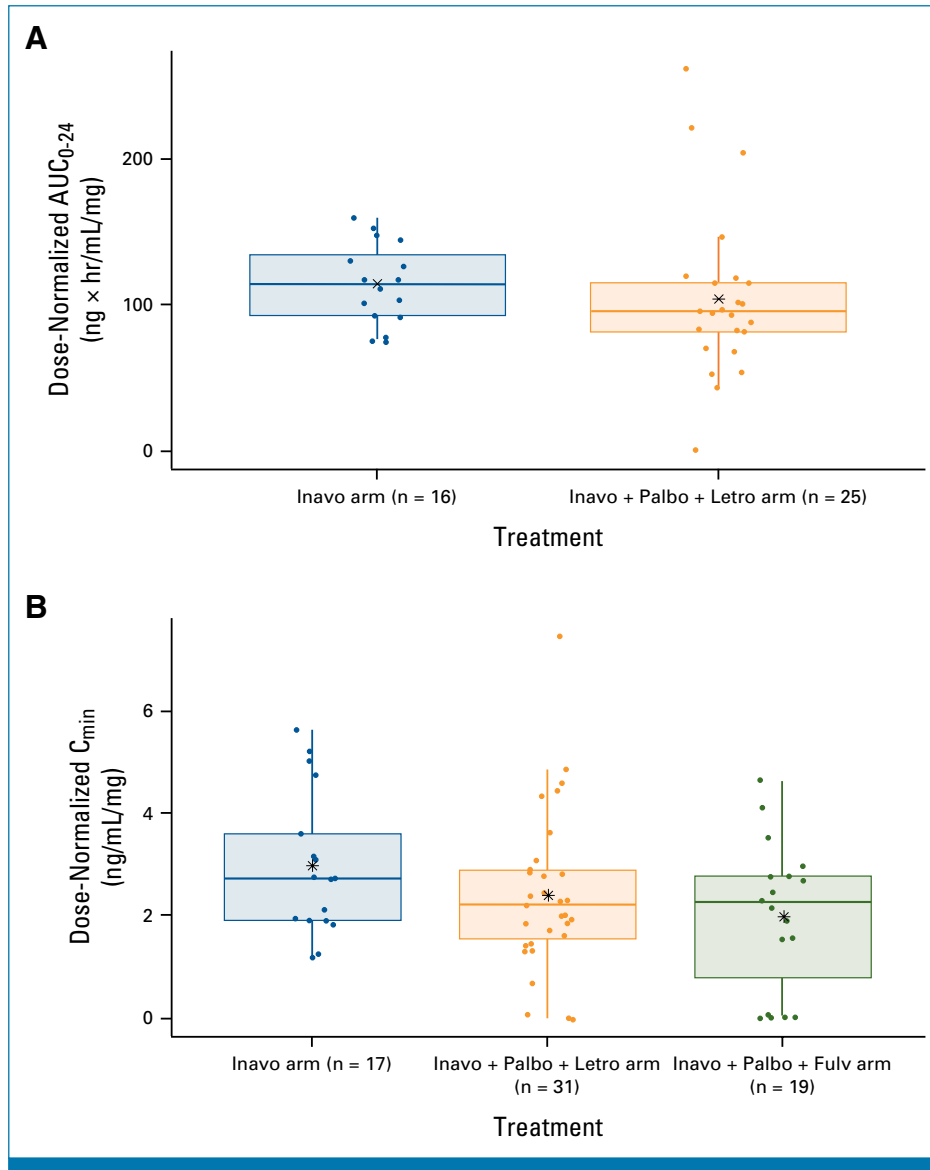 A
Dose-Normalized AUC0-24
(ng × hr/mL/mg)
200
100
0
Inavo arm (n = 16)
Inavo + Palbo + Letro arm (n = 25)
Treatment
B
Dose-Normalized Cmin
(ng/mL/mg)
6
4
2
0
Inavo arm (n = 17)
Inavo + Palbo + Letro arm
(n = 31)
Inavo + Palbo + Fulv arm
(n = 19)
Treatment